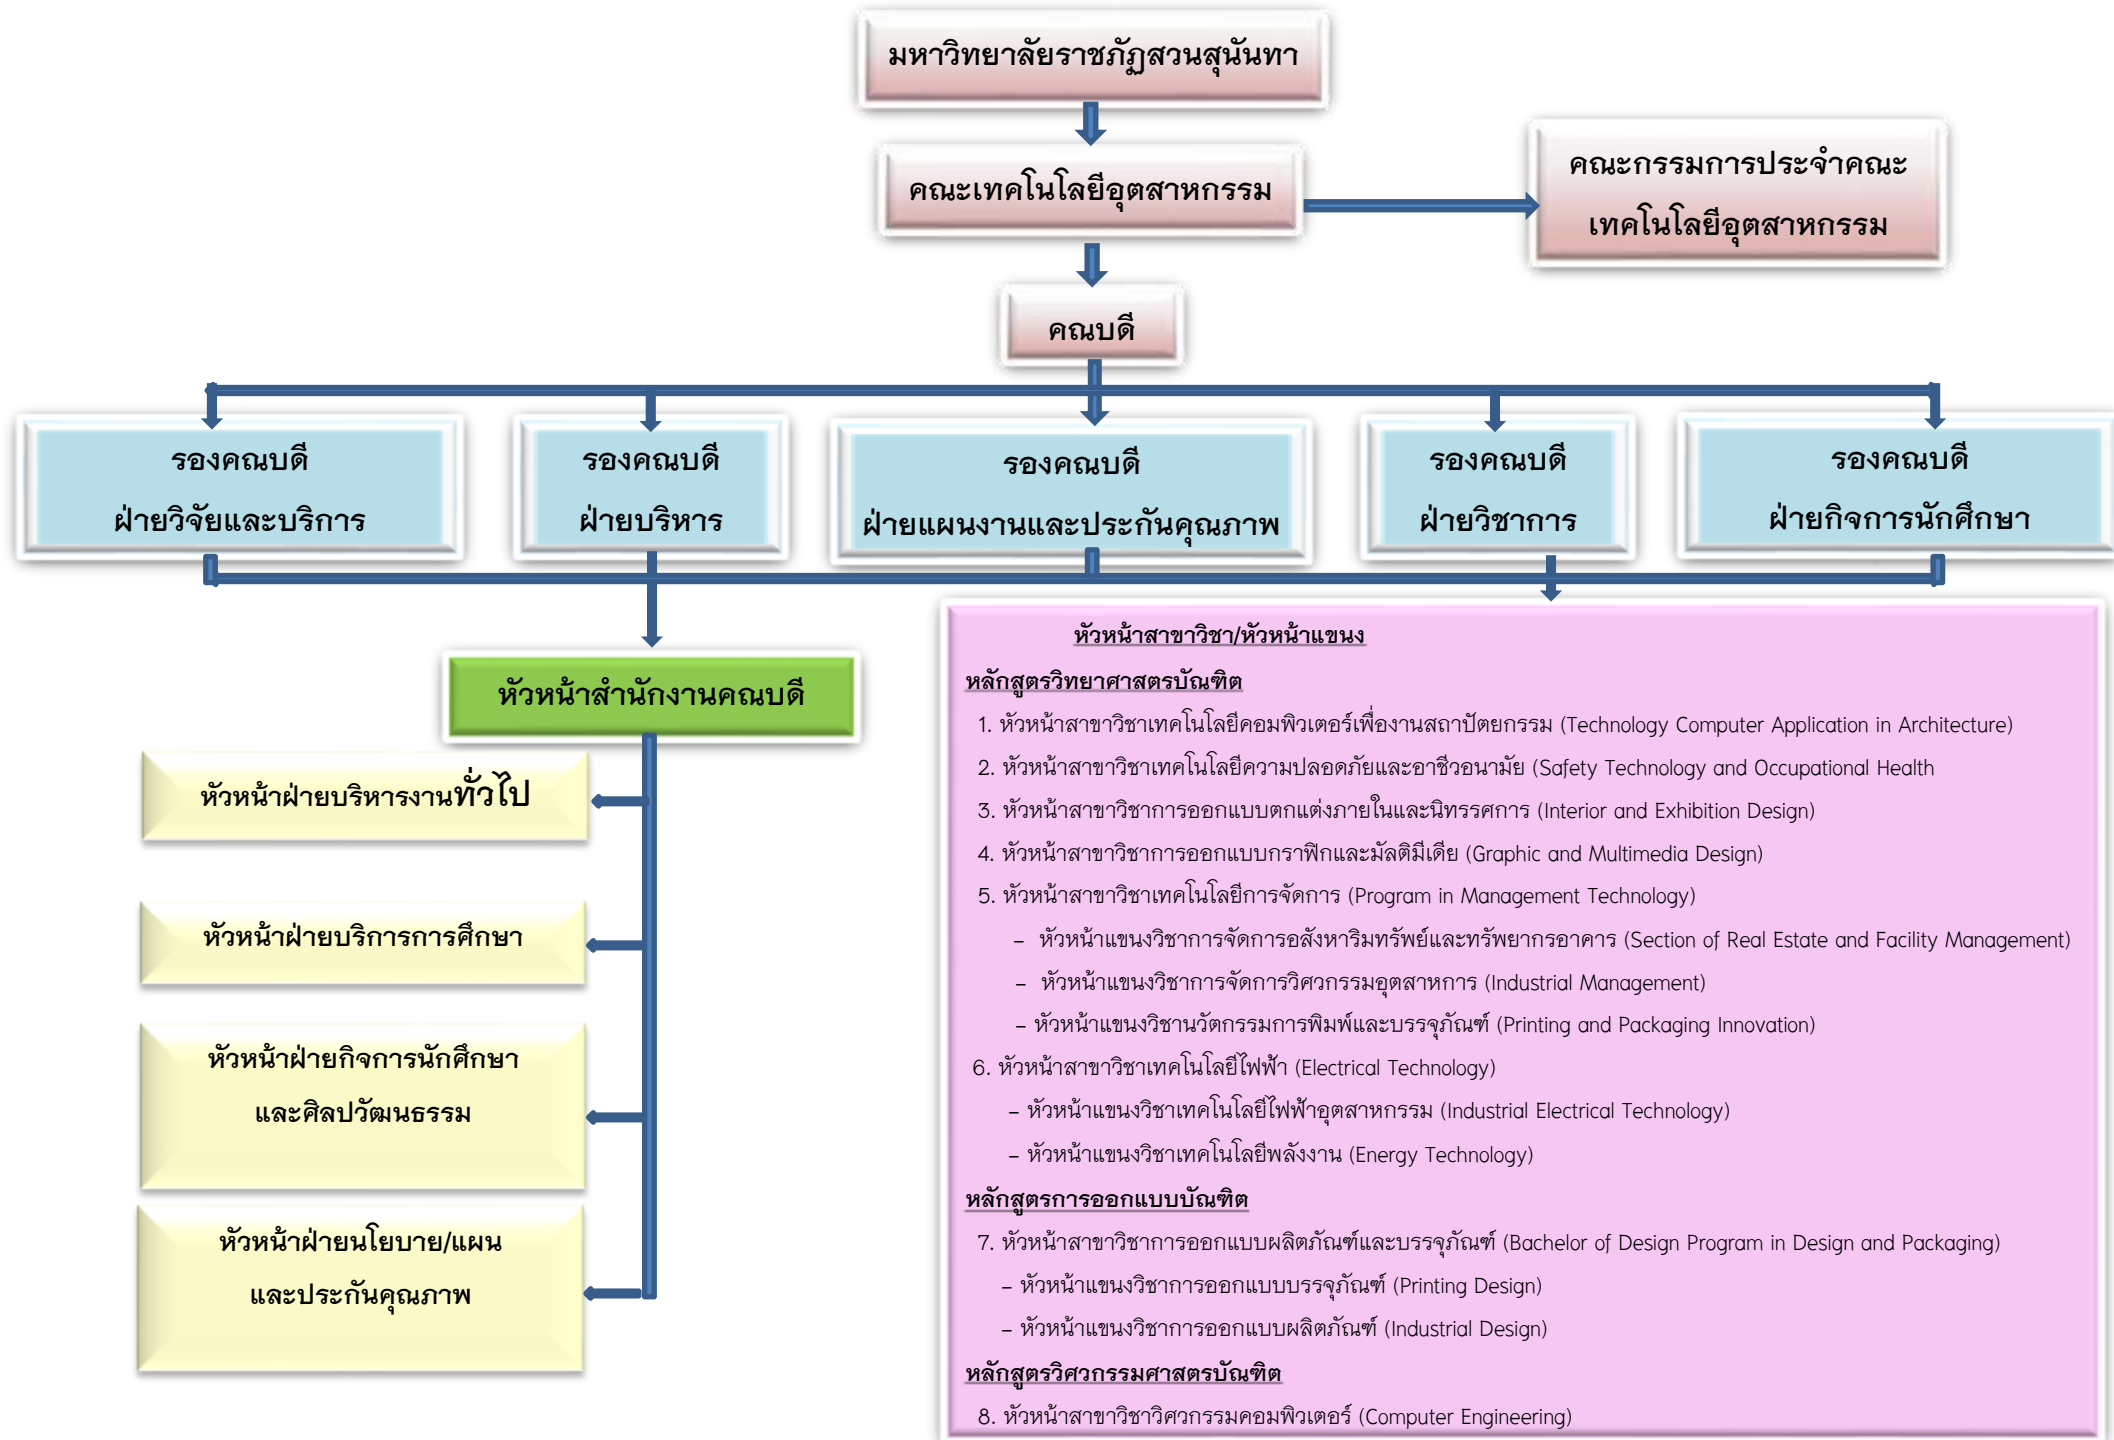 มหาวิทยาลัยราชภัฏสวนสุนันทา
คณะเทคโนโลยีอุตสาหกรรม
คณะกรรมการประจำคณะ
เทคโนโลยีอุตสาหกรรม
คณบดี
รองคณบดี
ฝ่ายวิจัยและบริการ
รองคณบดี
ฝ่ายบริหาร
รองคณบดี
ฝ่ายแผนงานและประกันคุณภาพ
รองคณบดี
ฝ่ายวิชาการ
รองคณบดี
ฝ่ายกิจการนักศึกษา
หัวหน้าสำนักงานคณบดี
หัวหน้าฝ่ายบริหารงานทั่วไป
หัวหน้าฝ่ายบริการการศึกษา
หัวหน้าฝ่ายกิจการนักศึกษา
และศิลปวัฒนธรรม
หัวหน้าฝ่ายนโยบาย/แผน
และประกันคุณภาพ
หัวหน้าสาขาวิชา/หัวหน้าแขนง
หลักสูตรวิทยาศาสตรบัณฑิต
1. หัวหน้าสาขาวิชาเทคโนโลยีคอมพิวเตอร์เพื่องานสถาปัตยกรรม (Technology Computer Application in Architecture)
2. หัวหน้าสาขาวิชาเทคโนโลยีความปลอดภัยและอาชีวอนามัย (Safety Technology and Occupational Health
3. หัวหน้าสาขาวิชาการออกแบบตกแต่งภายในและนิทรรศการ (Interior and Exhibition Design)
4. หัวหน้าสาขาวิชาการออกแบบกราฟิกและมัลติมีเดีย (Graphic and Multimedia Design)
5. หัวหน้าสาขาวิชาเทคโนโลยีการจัดการ (Program in Management Technology)
– หัวหน้าแขนงวิชาการจัดการอสังหาริมทรัพย์และทรัพยากรอาคาร (Section of Real Estate and Facility Management)
– หัวหน้าแขนงวิชาการจัดการวิศวกรรมอุตสาหการ (Industrial Management)
– หัวหน้าแขนงวิชานวัตกรรมการพิมพ์และบรรจุภัณฑ์ (Printing and Packaging Innovation)
6. หัวหน้าสาขาวิชาเทคโนโลยีไฟฟ้า (Electrical Technology)
– หัวหน้าแขนงวิชาเทคโนโลยีไฟฟ้าอุตสาหกรรม (Industrial Electrical Technology)
– หัวหน้าแขนงวิชาเทคโนโลยีพลังงาน (Energy Technology)
หลักสูตรการออกแบบบัณฑิต
7. หัวหน้าสาขาวิชาการออกแบบผลิตภัณฑ์และบรรจุภัณฑ์ (Bachelor of Design Program in Design and Packaging)
– หัวหน้าแขนงวิชาการออกแบบบรรจุภัณฑ์ (Printing Design)
– หัวหน้าแขนงวิชาการออกแบบผลิตภัณฑ์ (Industrial Design)
หลักสูตรวิศวกรรมศาสตรบัณฑิต
8. หัวหน้าสาขาวิชาวิศวกรรมคอมพิวเตอร์ (Computer Engineering)